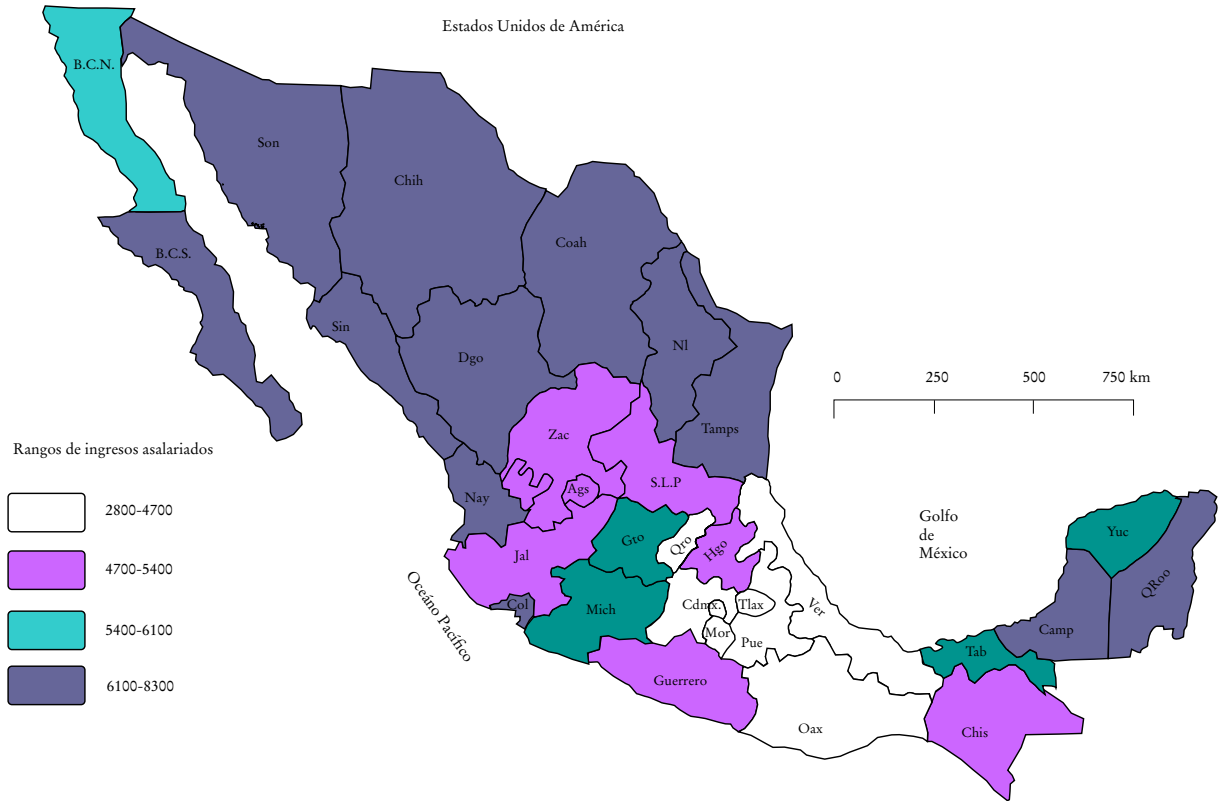 Estados Unidos de América
B.C.N.
Son
Chih
B.C.S.
Coah
Sin
Dgo
Nl
0 250 500 750 km
Tamps
Zac
Rangos de ingresos asalariados
S.L.P
Ags
Nay
2800-4700
4700-5400
5400-6100
6100-8300
Golfo
de
México
Yuc
QRoo
Gto
Qro
Hgo
Jal
Oceáno Pacífico
Col
Mich
Cdmx.
Tlax
Ver
Mor
Pue
Camp
Tab
Guerrero
Oax
Chis